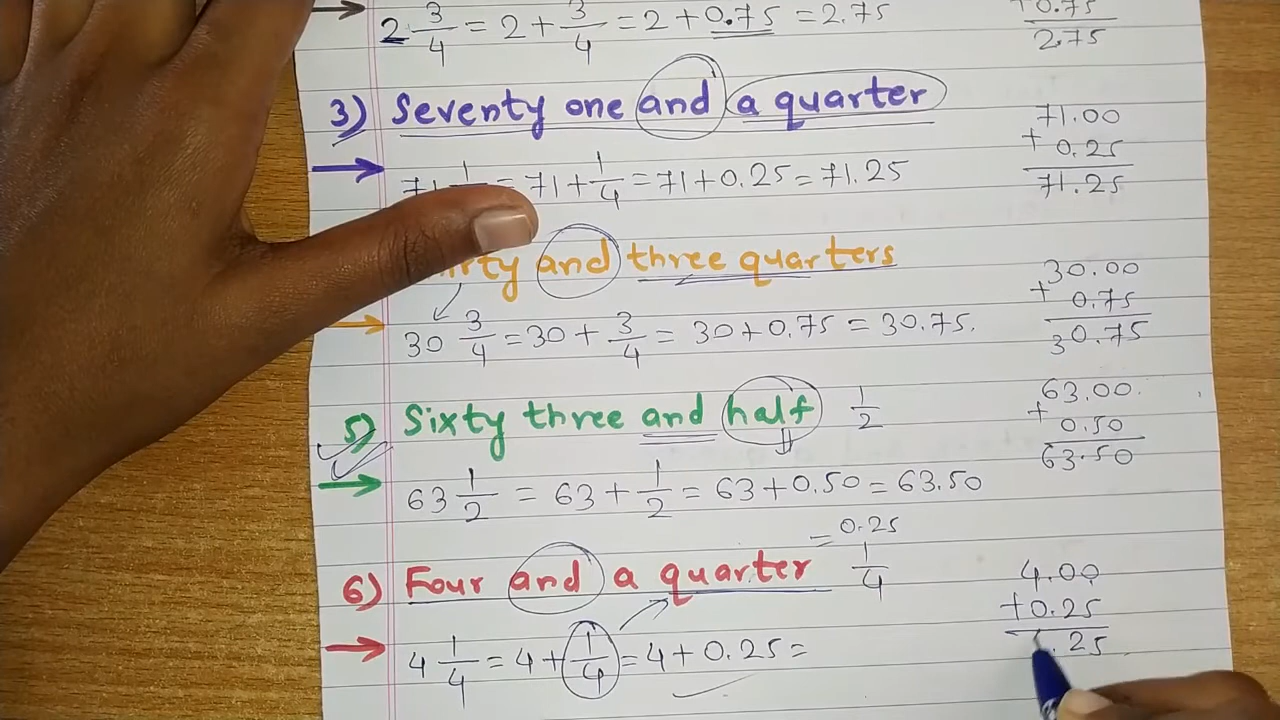 2 3/4 = 2 + 3/4 = 2 + 0.75 = 2.75
+0.75
2.75
3) Seventy one and a quarter
71 1/4 = 71 + 1/4 = 71 + 0.25 = 71.25
71.00
+ 0.25
71.25
and three quarters
30 3/4 = 30 + 3/4 = 30 + 0.75 = 30.75.
30.00
+ 0.75
30.75
5) Sixty three and half 1/2
63 1/2 = 63 + 1/2 = 63 + 0.50 = 63.50
63.00
+ 0.50
63.50
6) Four and a quarter 1/4 = 0.25
4 1/4 = 4 + 1/4 = 4 + 0.25 =
4.00
+0.25
.25